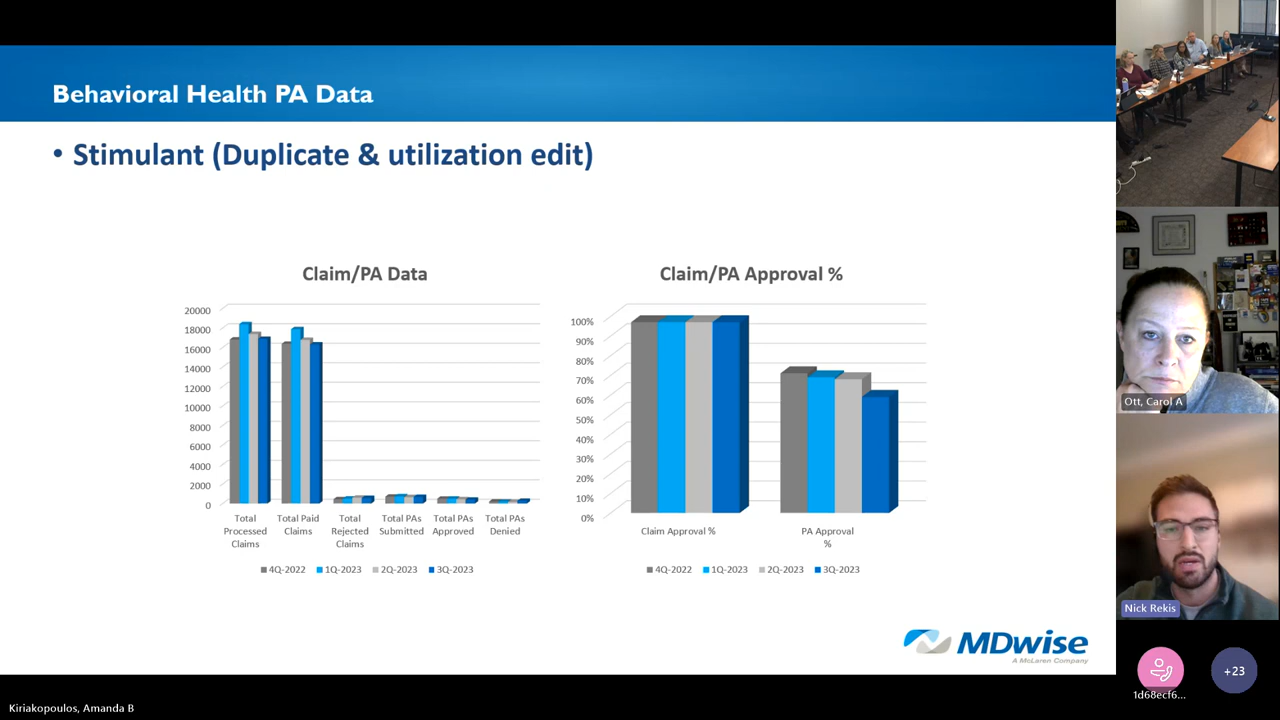 Behavioral Health PA Data
• Stimulant (Duplicate & utilization edit)
Claim/PA Data
20000
18000
16000
14000
12000
10000
8000
6000
4000
2000
0
Total Processed Claims
Total Paid Claims
Total Rejected Claims
Total PAs Submitted
Total PAs Approved
Total PAs Denied
4Q-2022 1Q-2023 2Q-2023 3Q-2023
Claim/PA Approval %
100%
90%
80%
70%
60%
50%
40%
30%
20%
10%
0%
Claim Approval %
PA Approval %
4Q-2022 1Q-2023 2Q-2023 3Q-2023
MDwise
A McLaren Company
Ott, Carol A
Nick Rekis
1d68ecf6...
+23
Kiriakopoulos, Amanda B